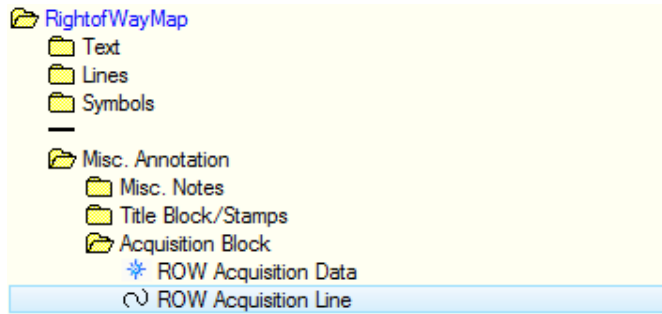 RightofWayMap
Text
Lines
Symbols
Misc. Annotation
Misc. Notes
Title Block/Stamps
Acquisition Block
ROW Acquisition Data
ROW Acquisition Line